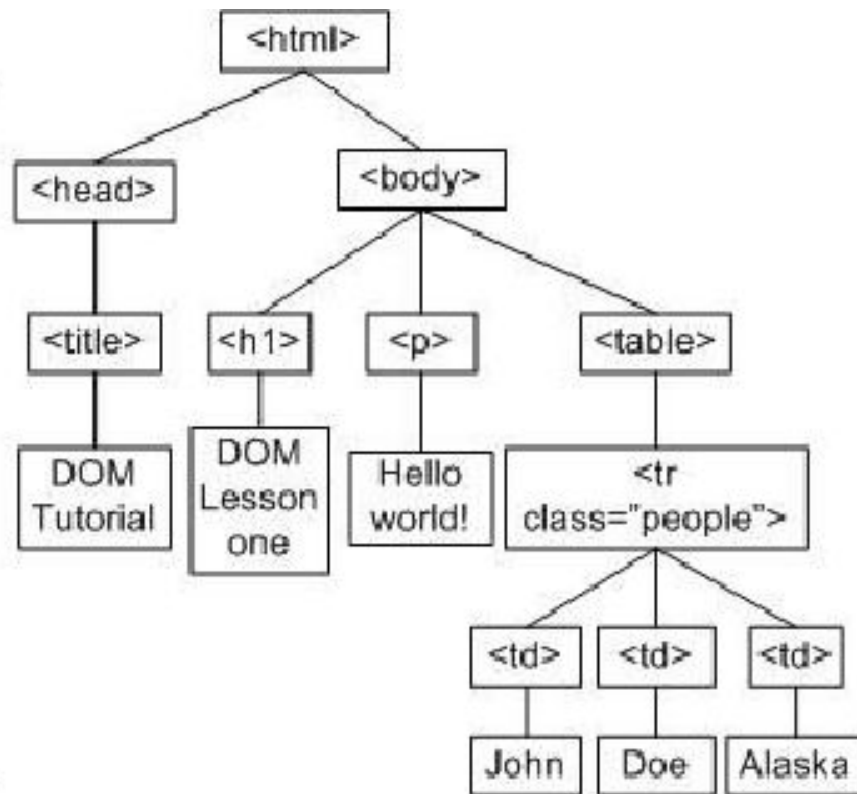 <html>
<head>
<body>
<title>
<h1>
<p>
<table>
DOM
Tutorial
DOM
Lesson
one
Hello
world!
<tr
class="people">
<td>
<td>
<td>
John
Doe
Alaska